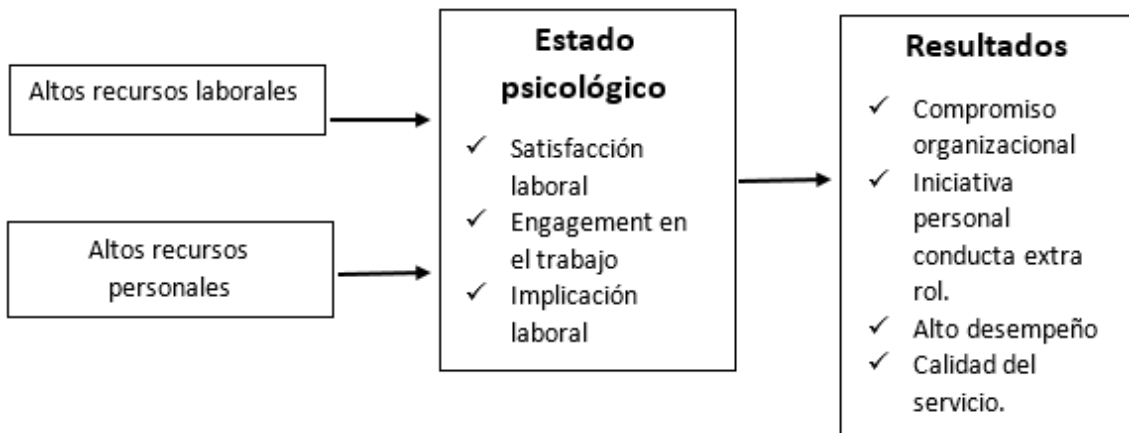 Altos recursos laborales
Altos recursos
personales
Estado
psicológico
✓ Satisfacción
laboral
✓ Engagement en
el trabajo
✓ Implicación
laboral
Resultados
✓ Compromiso
organizacional
✓ Iniciativa
personal
conducta extra
rol.
✓ Alto desempeño
✓ Calidad del
servicio.